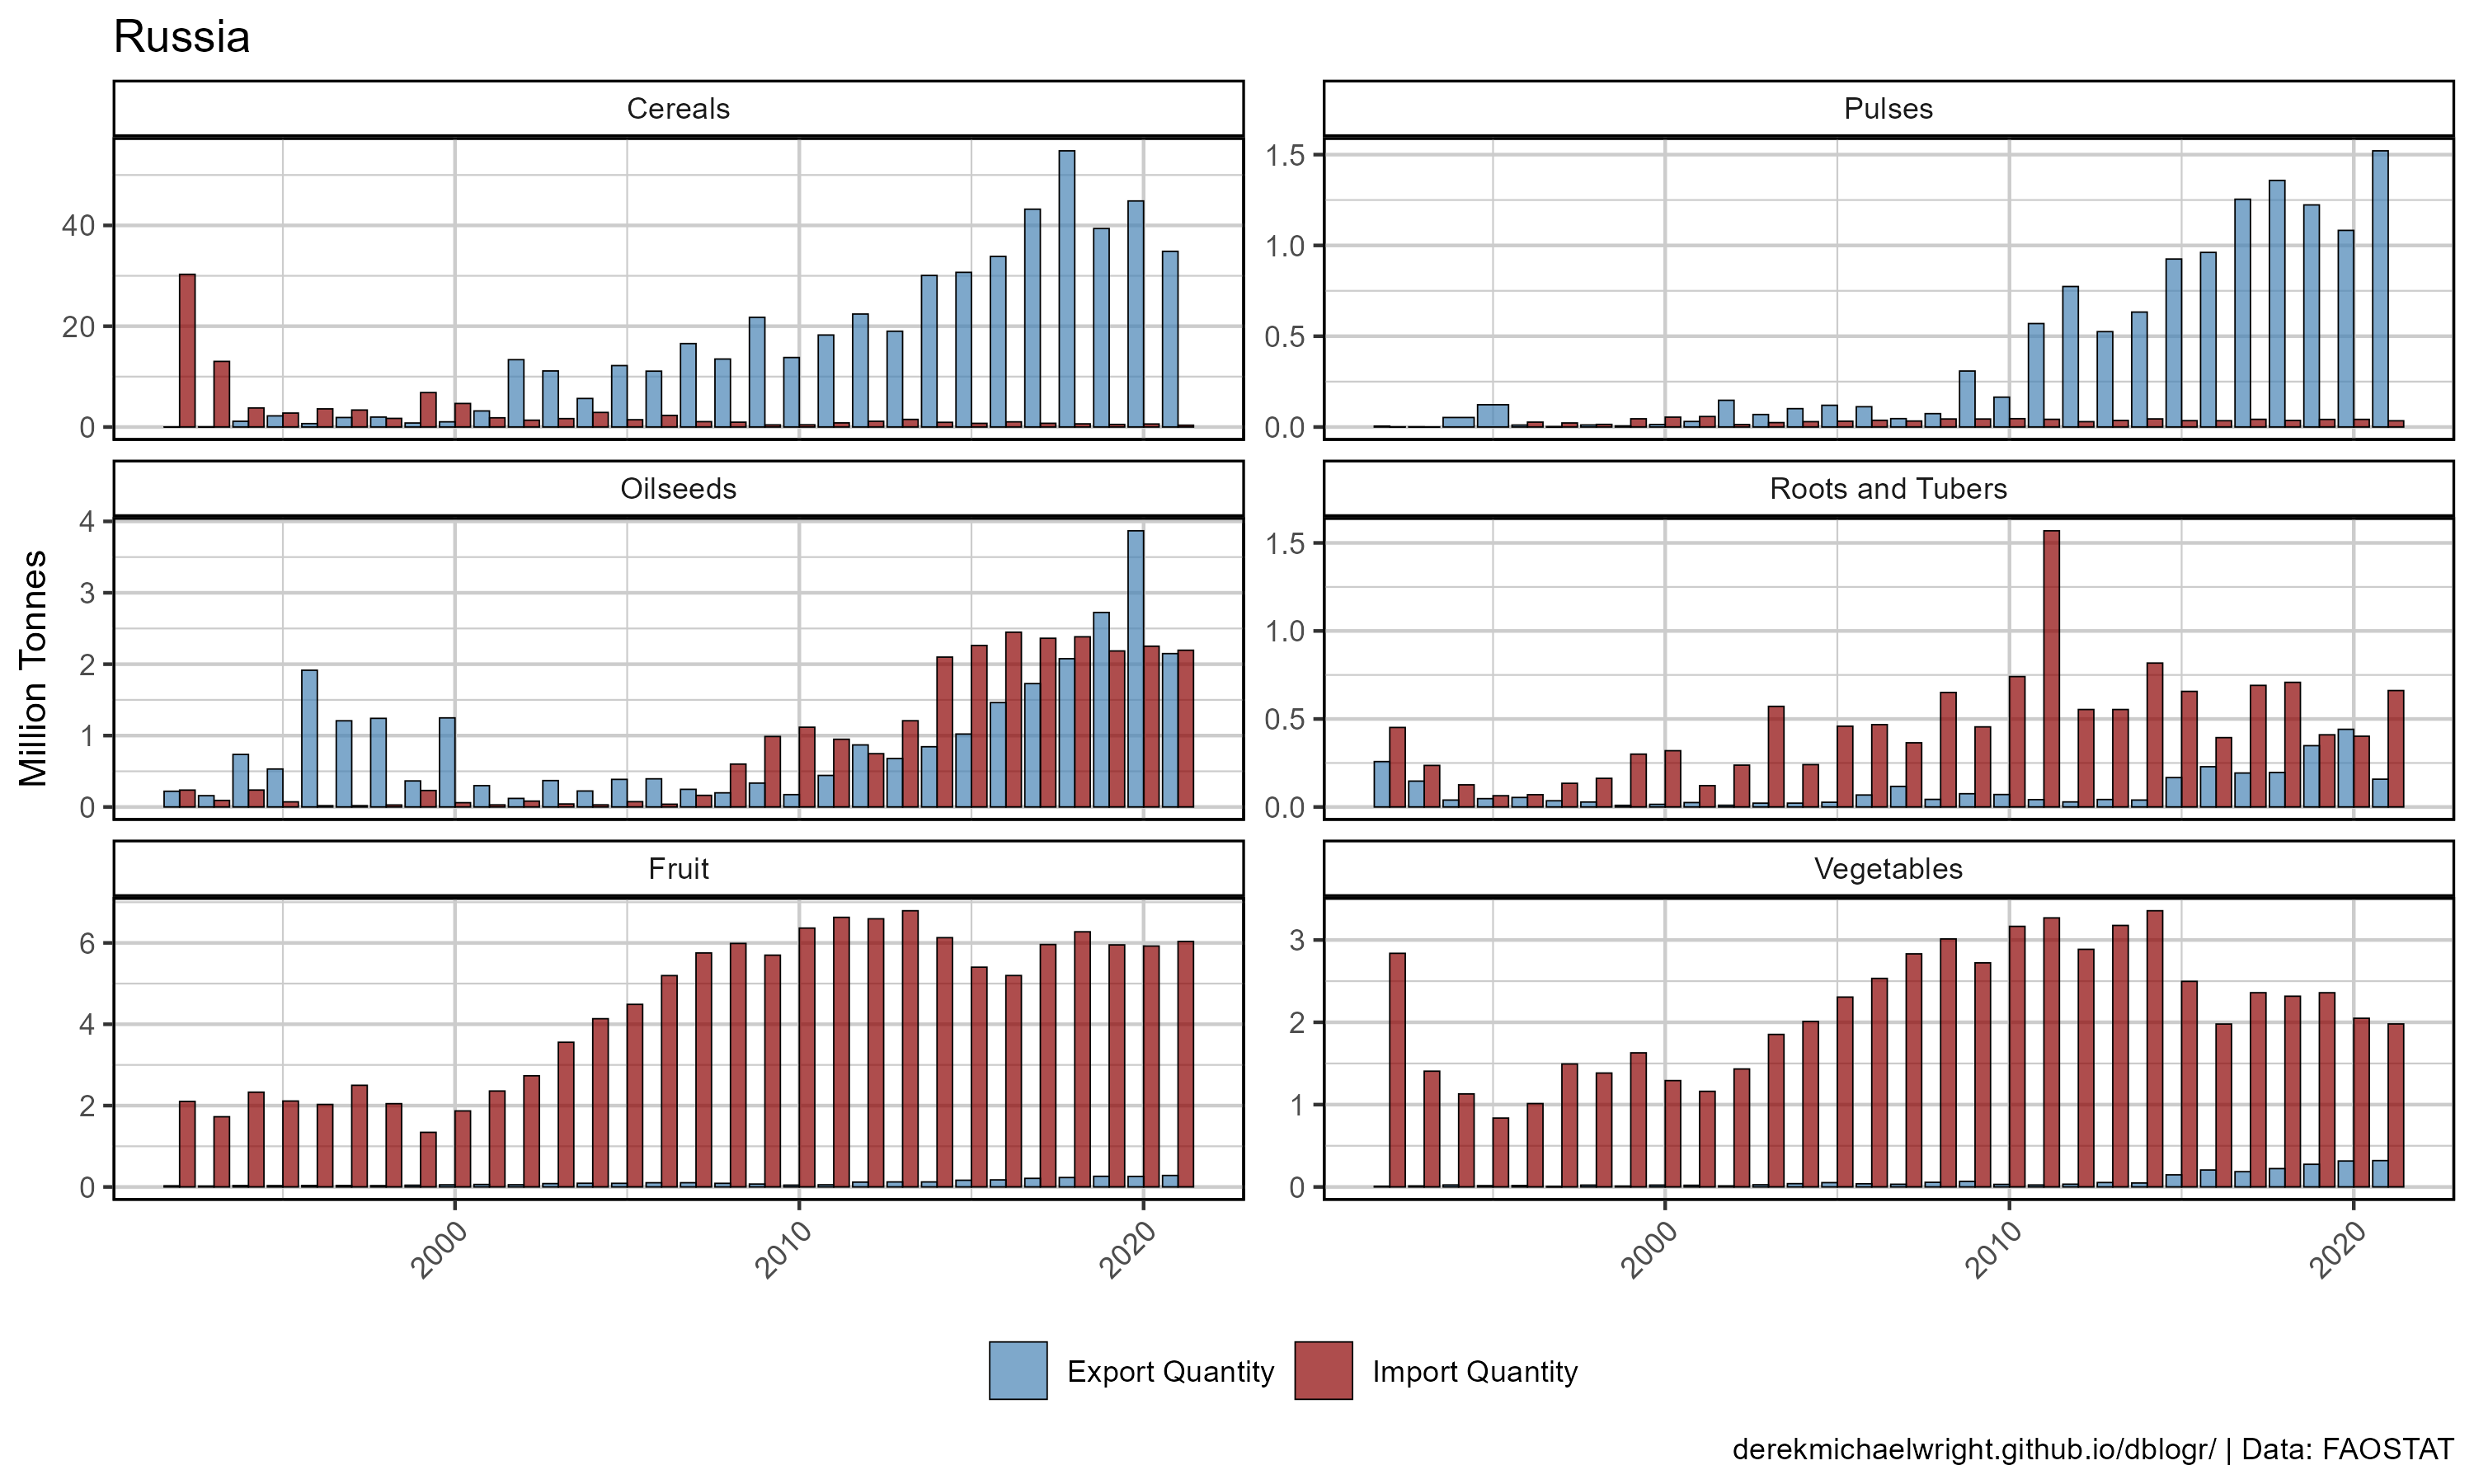 Russia
Cereals
Pulses
40
20
0
1.5
1.0
0.5
0.0
Oilseeds
Roots and Tubers
Million Tonnes
4
3
2
1
0
1.5
1.0
0.5
0.0
Fruit
Vegetables
6
4
2
0
3
2
1
0
2000 2010 2020
2000 2010 2020
Export Quantity Import Quantity
derekmichaelwright.github.io/dblogr/ | Data: FAOSTAT